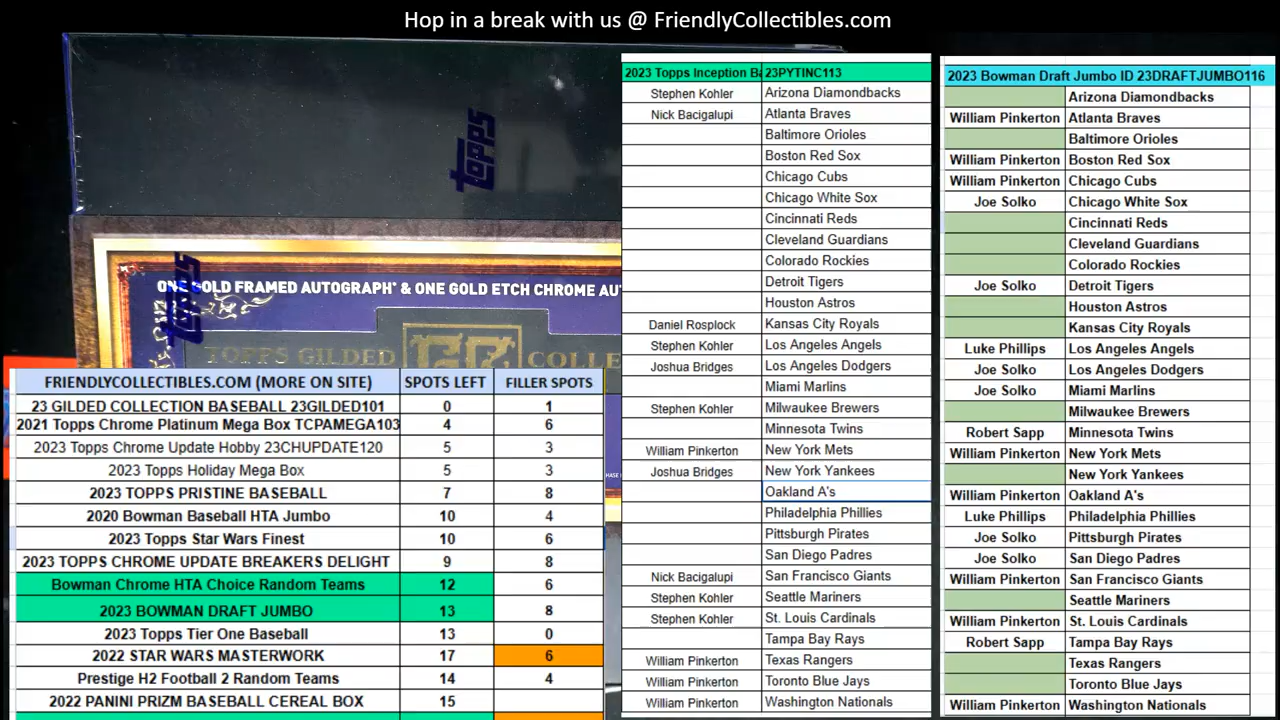 Hop in a break with us @ FriendlyCollectibles.com
topps
topps
GOLD FRAMED AUTOGRAPH* & ONE GOLD ETCH CHROME AU
TOPPS GILDED COLLE
FRIENDLYCOLLECTIBLES.COM (MORE ON SITE) SPOTS LEFT FILLER SPOTS
23 GILDED COLLECTION BASEBALL 23GILDED101 0 1
2021 Topps Chrome Platinum Mega Box TCPAMEGA103 4 6
2023 Topps Chrome Update Hobby 23CHUPDATE120 5 3
2023 Topps Holiday Mega Box 5 3
2023 TOPPS PRISTINE BASEBALL 7 8
2020 Bowman Baseball HTA Jumbo 10 4
2023 Topps Star Wars Finest 10 6
2023 TOPPS CHROME UPDATE BREAKERS DELIGHT 9 8
Bowman Chrome HTA Choice Random Teams 12 6
2023 BOWMAN DRAFT JUMBO 13 8
2023 Topps Tier One Baseball 13 0
2022 STAR WARS MASTERWORK 17 6
Prestige H2 Football 2 Random Teams 14 4
2022 PANINI PRIZM BASEBALL CEREAL BOX 15
2023 Topps Inception Ba 23PYTINC113
Stephen Kohler Arizona Diamondbacks
Nick Bacigalupi Atlanta Braves
Baltimore Orioles
Boston Red Sox
Chicago Cubs
Chicago White Sox
Cincinnati Reds
Cleveland Guardians
Colorado Rockies
Detroit Tigers
Houston Astros
Daniel Rosplock Kansas City Royals
Stephen Kohler Los Angeles Angels
Joshua Bridges Los Angeles Dodgers
Miami Marlins
Stephen Kohler Milwaukee Brewers
Minnesota Twins
William Pinkerton New York Mets
Joshua Bridges New York Yankees
Oakland A's
Philadelphia Phillies
Pittsburgh Pirates
San Diego Padres
Nick Bacigalupi San Francisco Giants
Stephen Kohler Seattle Mariners
Stephen Kohler St. Louis Cardinals
Tampa Bay Rays
William Pinkerton Texas Rangers
William Pinkerton Toronto Blue Jays
William Pinkerton Washington Nationals
2023 Bowman Draft Jumbo ID 23DRAFTJUMBO116
Arizona Diamondbacks
William Pinkerton Atlanta Braves
Baltimore Orioles
William Pinkerton Boston Red Sox
William Pinkerton Chicago Cubs
Joe Solko Chicago White Sox
Cincinnati Reds
Cleveland Guardians
Colorado Rockies
Joe Solko Detroit Tigers
Houston Astros
Kansas City Royals
Luke Phillips Los Angeles Angels
Joe Solko Los Angeles Dodgers
Joe Solko Miami Marlins
Milwaukee Brewers
Robert Sapp Minnesota Twins
William Pinkerton New York Mets
New York Yankees
William Pinkerton Oakland A's
Luke Phillips Philadelphia Phillies
Joe Solko Pittsburgh Pirates
Joe Solko San Diego Padres
William Pinkerton San Francisco Giants
Seattle Mariners
William Pinkerton St. Louis Cardinals
Robert Sapp Tampa Bay Rays
Texas Rangers
Toronto Blue Jays
William Pinkerton Washington Nationals